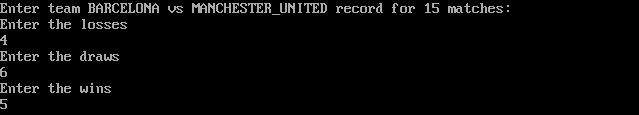 Enter team BARCELONA vs MANCHESTER_UNITED record for 15 matches:
Enter the losses
4
Enter the draws
6
Enter the wins
5